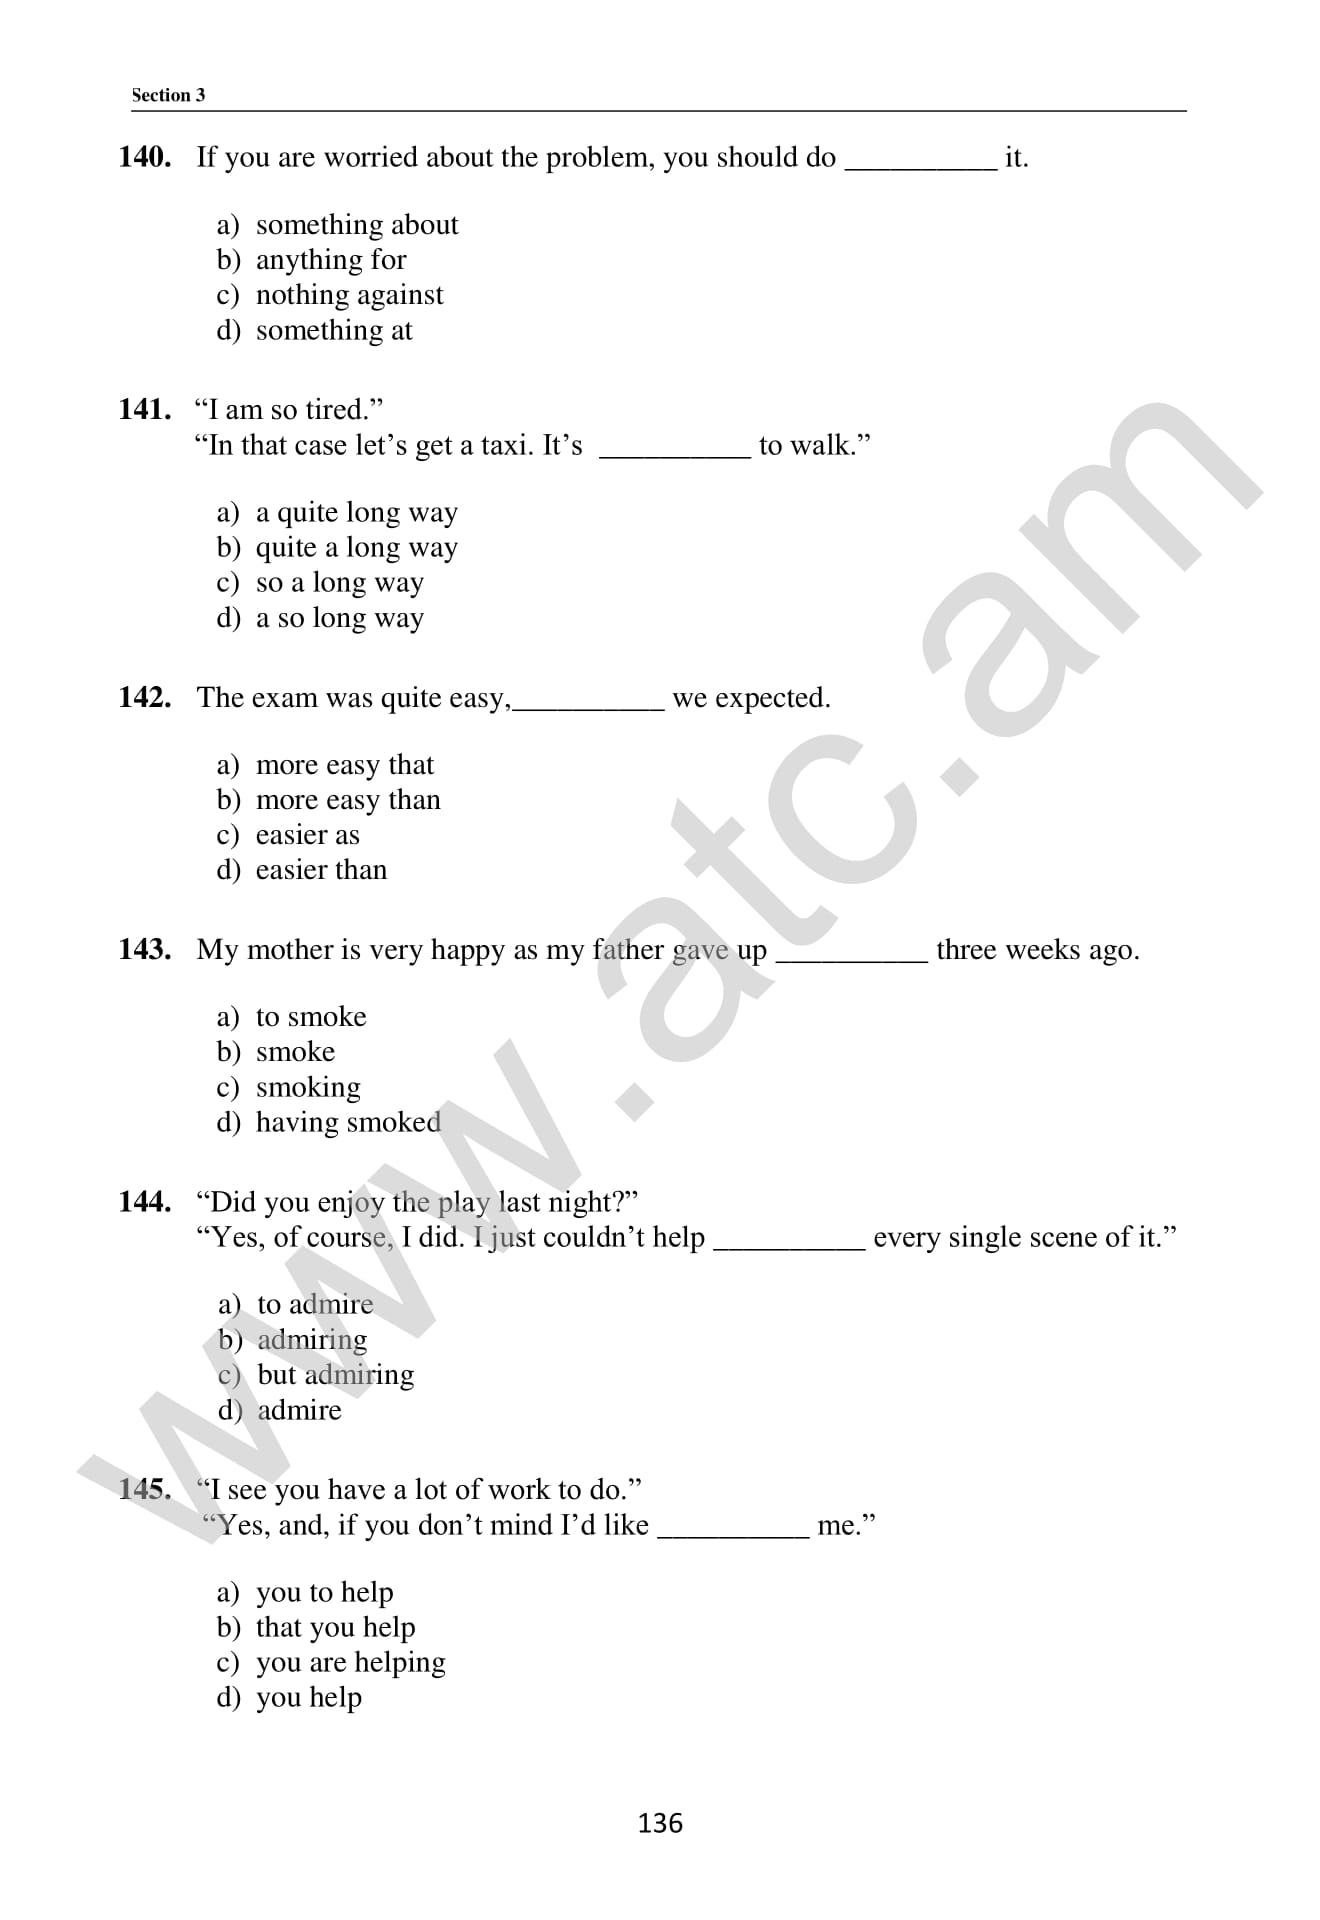 Section 3
140. If you are worried about the problem, you should do __________ it.
a) something about
b) anything for
c) nothing against
d) something at
141. “I am so tired.”
“In that case let’s get a taxi. It’s __________ to walk.”
a) a quite long way
b) quite a long way
c) so a long way
d) a so long way
142. The exam was quite easy,__________ we expected.
a) more easy that
b) more easy than
c) easier as
d) easier than
143. My mother is very happy as my father gave up __________ three weeks ago.
a) to smoke
b) smoke
c) smoking
d) having smoked
144. “Did you enjoy the play last night?”
“Yes, of course, I did. I just couldn’t help __________ every single scene of it.”
a) to admire
b) admiring
c) but admiring
d) admire
145. “I see you have a lot of work to do.”
“Yes, and, if you don’t mind I’d like __________ me.”
a) you to help
b) that you help
c) you are helping
d) you help
136
www.atc.am